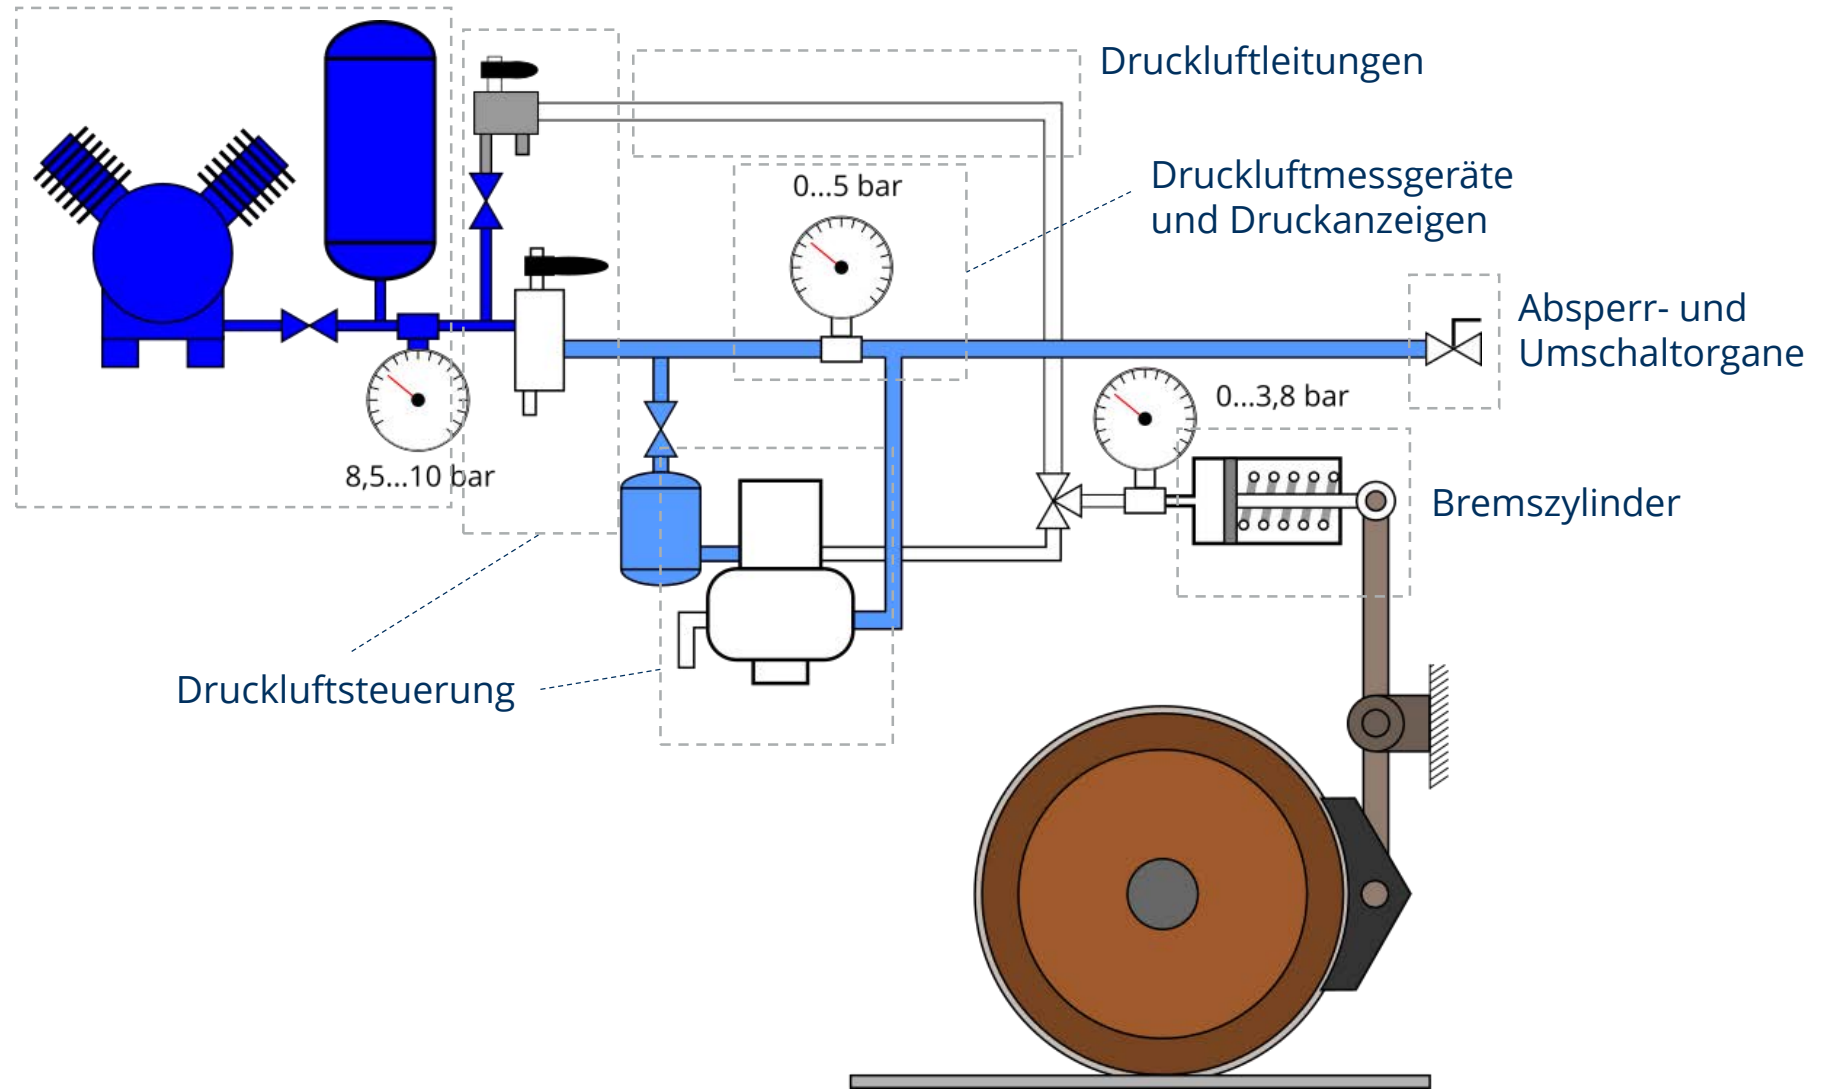 Druckluftleitungen
0...5 bar
Druckluftmessgeräte
und Druckanzeigen
Absperr- und
Umschaltorgane
0...3,8 bar
8,5...10 bar
Bremszylinder
Druckluftsteuerung